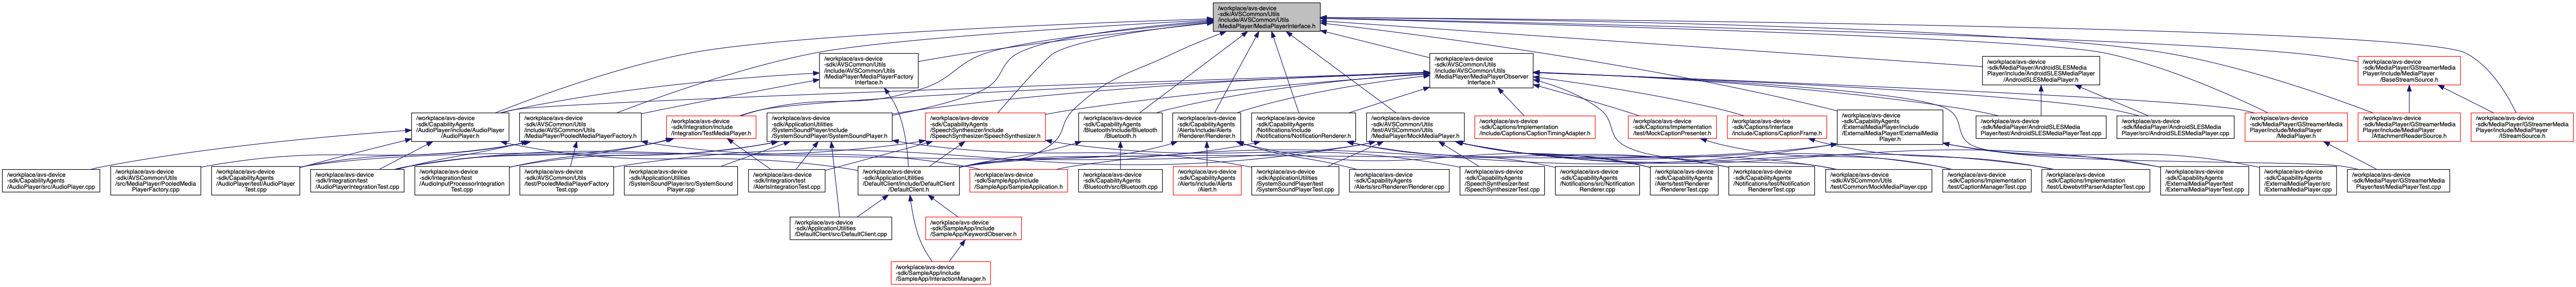 /workplace/avs-device
-sdk/AVSCommon/Utils
/include/AVSCommon/Utils
/MediaPlayer/MediaPlayerInterface.h
/workplace/avs-device
-sdk/AVSCommon/Utils
/include/AVSCommon/Utils
/MediaPlayer/MediaPlayerFactory
Interface.h
/workplace/avs-device
-sdk/AVSCommon/Utils
/include/AVSCommon/Utils
/MediaPlayer/MediaPlayerObserver
Interface.h
/workplace/avs-device
-sdk/MediaPlayer/AndroidSLESMedia
Player/include/AndroidSLESMediaPlayer
/AndroidSLESMediaPlayer.h
/workplace/avs-device
-sdk/MediaPlayer/GStreamerMedia
Player/include/MediaPlayer
/BaseStreamSource.h
/workplace/avs-device
-sdk/CapabilityAgents
/AudioPlayer/include/AudioPlayer
/AudioPlayer.h
/workplace/avs-device
-sdk/AVSCommon/Utils
/include/AVSCommon/Utils
/MediaPlayer/PooledMediaPlayerFactory.h
/workplace/avs-device
-sdk/Integration/include
/Integration/TestMediaPlayer.h
/workplace/avs-device
-sdk/ApplicationUtilities
/SystemSoundPlayer/include
/SystemSoundPlayer/SystemSoundPlayer.h
/workplace/avs-device
-sdk/CapabilityAgents
/SpeechSynthesizer/include
/SpeechSynthesizer/SpeechSynthesizer.h
/workplace/avs-device
-sdk/CapabilityAgents
/Bluetooth/include/Bluetooth
/Bluetooth.h
/workplace/avs-device
-sdk/CapabilityAgents
/Alerts/include/Alerts
/Renderer/Renderer.h
/workplace/avs-device
-sdk/CapabilityAgents
/Notifications/include
/Notifications/NotificationRenderer.h
/workplace/avs-device
-sdk/AVSCommon/Utils
/test/AVSCommon/Utils
/MediaPlayer/MockMediaPlayer.h
/workplace/avs-device
-sdk/Captions/Implementation
/include/Captions/CaptionTimingAdapter.h
/workplace/avs-device
-sdk/Captions/Implementation
/test/MockCaptionPresenter.h
/workplace/avs-device
-sdk/Captions/Interface
/include/Captions/CaptionFrame.h
/workplace/avs-device
-sdk/CapabilityAgents
/ExternalMediaPlayer/include
/ExternalMediaPlayer/ExternalMedia
Player.h
/workplace/avs-device
-sdk/MediaPlayer/AndroidSLESMedia
Player/test/AndroidSLESMediaPlayerTest.cpp
/workplace/avs-device
-sdk/MediaPlayer/AndroidSLESMedia
Player/src/AndroidSLESMediaPlayer.cpp
/workplace/avs-device
-sdk/MediaPlayer/GStreamerMedia
Player/include/MediaPlayer
/MediaPlayer.h
/workplace/avs-device
-sdk/MediaPlayer/GStreamerMedia
Player/include/MediaPlayer
/AttachmentReaderSource.h
/workplace/avs-device
-sdk/MediaPlayer/GStreamerMedia
Player/include/MediaPlayer
/IStreamSource.h
/workplace/avs-device
-sdk/CapabilityAgents
/AudioPlayer/src/AudioPlayer.cpp
/workplace/avs-device
-sdk/AVSCommon/Utils
/src/MediaPlayer/PooledMedia
PlayerFactory.cpp
/workplace/avs-device
-sdk/CapabilityAgents
/AudioPlayer/test/AudioPlayer
Test.cpp
/workplace/avs-device
-sdk/Integration/test
/AudioPlayerIntegrationTest.cpp
/workplace/avs-device
-sdk/Integration/test
/AudioInputProcessorIntegration
Test.cpp
/workplace/avs-device
-sdk/AVSCommon/Utils
/test/PooledMediaPlayerFactory
Test.cpp
/workplace/avs-device
-sdk/ApplicationUtilities
/SystemSoundPlayer/src/SystemSound
Player.cpp
/workplace/avs-device
-sdk/Integration/test
/AlertsIntegrationTest.cpp
/workplace/avs-device
-sdk/ApplicationUtilities
/DefaultClient/include/DefaultClient
/DefaultClient.h
/workplace/avs-device
-sdk/SampleApp/include
/SampleApp/SampleApplication.h
/workplace/avs-device
-sdk/CapabilityAgents
/Bluetooth/src/Bluetooth.cpp
/workplace/avs-device
-sdk/CapabilityAgents
/Alerts/include/Alerts
/Alert.h
/workplace/avs-device
-sdk/ApplicationUtilities
/SystemSoundPlayer/test
/SystemSoundPlayerTest.cpp
/workplace/avs-device
-sdk/CapabilityAgents
/Alerts/src/Renderer/Renderer.cpp
/workplace/avs-device
-sdk/CapabilityAgents
/SpeechSynthesizer/test
/SpeechSynthesizerTest.cpp
/workplace/avs-device
-sdk/CapabilityAgents
/Notifications/src/Notification
Renderer.cpp
/workplace/avs-device
-sdk/CapabilityAgents
/Alerts/test/Renderer
/RendererTest.cpp
/workplace/avs-device
-sdk/CapabilityAgents
/Notifications/test/Notification
RendererTest.cpp
/workplace/avs-device
-sdk/AVSCommon/Utils
/test/Common/MockMediaPlayer.cpp
/workplace/avs-device
-sdk/Captions/Implementation
/test/CaptionManagerTest.cpp
/workplace/avs-device
-sdk/Captions/Implementation
/test/LibwebvttParserAdapterTest.cpp
/workplace/avs-device
-sdk/CapabilityAgents
/ExternalMediaPlayer/test
/ExternalMediaPlayerTest.cpp
/workplace/avs-device
-sdk/CapabilityAgents
/ExternalMediaPlayer/src
/ExternalMediaPlayer.cpp
/workplace/avs-device
-sdk/MediaPlayer/GStreamerMedia
Player/test/MediaPlayerTest.cpp
/workplace/avs-device
-sdk/ApplicationUtilities
/DefaultClient/src/DefaultClient.cpp
/workplace/avs-device
-sdk/SampleApp/include
/SampleApp/KeywordObserver.h
/workplace/avs-device
-sdk/SampleApp/include
/SampleApp/InteractionManager.h